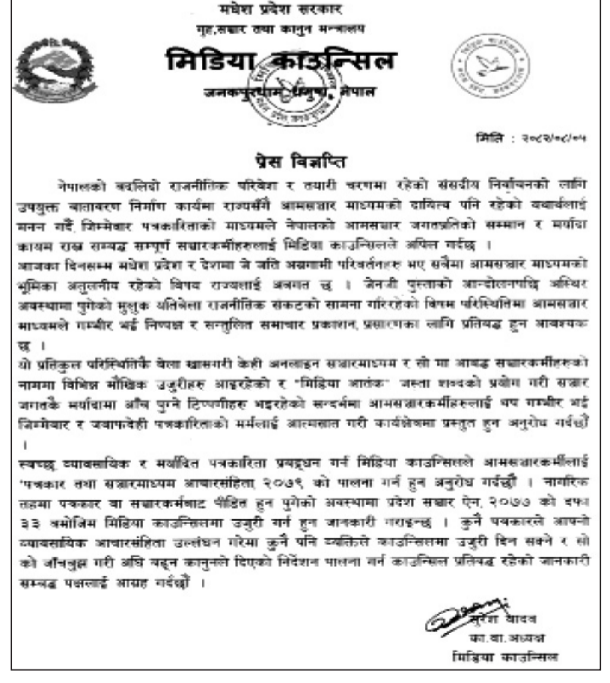 मधेश प्रदेश सरकार
गृह, सञ्चार तथा कानुन मन्त्रालय
मिडिया काउन्सिल
जनकपुरधाम धनुषा, नेपाल
मिति : २०८२/०८/०५
प्रेस विज्ञप्ति
नेपालको बदलिदो राजनीतिक परिवेश र तयारी चरणमा रहेको संसदीय निर्वाचनको लागि
उपयुक्त बातावरण निर्माण कार्यमा राज्यसँगै आमसञ्चार माध्यमको दायित्व पनि रहेको यथार्थलाई
मनन गर्दै, जिम्मेवार पत्रकारिताको माध्यमले नेपालको आमसञ्चार जगतप्रतिको सम्मान र मर्यादा
कायम राख्न सम्बद्ध सम्पूर्ण सञ्चारकर्मीहरुलाई मिडिया काउन्सिलले अपिल गर्दछ ।
आजका दिनसम्म मधेश प्रदेश र देशमा जे जति अग्रगामी परिवर्तनहरु भए सबैमा आमसञ्चार माध्यमको
भूमिका अतुलनीय रहेको विषय राज्यलाई अवगत छ । जेनजी पुस्ताको आन्दोलनपछि अस्थिर
अवस्थामा पुगेको मुलुक यतिबेला राजनीतिक संकटको सामना गरिरहेको विषम परिस्थितिमा आमसञ्चार
माध्यमले गम्भीर भई निष्पक्ष र सन्तुलित समाचार प्रकाशन, प्रसारणका लागि प्रतिवद्ध हुन आवश्यक
छ ।
यो प्रतिकुल परिस्थितिकै बेला खासगरी केही अनलाइन सञ्चारमाध्यम र सो मा आबद्ध सञ्चारकर्मीहरुको
नाममा विभिन्न मौखिक उजुरीहरु आइरहेको र "मिडिया आतंक" जस्ता शब्दको प्रयोग गरी सञ्चार
जगतकै मर्यादामा आँच पुग्ने टिप्पणीहरु भइरहेको सन्दर्भमा आमसञ्चारकर्मीहरुलाई थप गम्भीर भई
जिम्मेवार र जवाफदेही पत्रकारिताको मर्मलाई आत्मसात गरी कार्यक्षेत्रमा प्रस्तुत हुन अनुरोध गर्दछौं
।
स्वच्छ, व्यावसायिक र मर्यादित पत्रकारिता प्रवर्द्धन गर्न मिडिया काउन्सिलले आमसञ्चारकर्मीलाई
'पत्रकार तथा सञ्चारमाध्यम आचारसंहिता २०७९ को पालना गर्न हुन अनुरोध गर्दछौं । नागरिक
तहमा पत्रकार वा सञ्चारकर्मबाट पीडित हुन पुगेको अवस्थामा प्रदेश सञ्चार ऐन, २०७७ को दफा
३३ बमोजिम मिडिया काउन्सिलमा उजुरी गर्न हुन जानकारी गराइन्छ । कुनै पत्रकारले आफ्नो
व्यावसायिक आचारसंहिता उल्लंघन गरेमा कुनै पनि व्यक्तिले काउन्सिलमा उजुरी दिन सक्ने र सो
को जाँचबुझ गरी अघि बढ्न कानुनले दिएको निर्देशन पालना गर्न काउन्सिल प्रतिबद्ध रहेको जानकारी
सम्बद्ध पक्षलाई आग्रह गर्दछौं ।
सुरेश यादव
का.वा.अध्यक्ष
मिडिया काउन्सिल